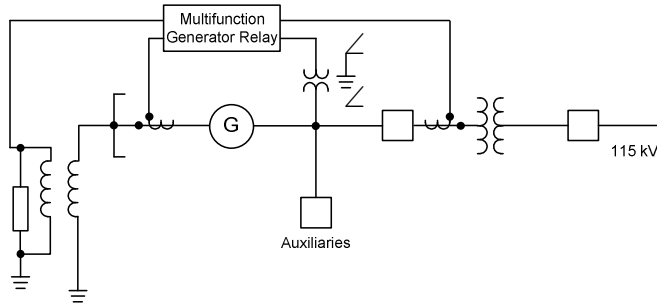 Multifunction
Generator Relay
G
115 kV
Auxiliaries